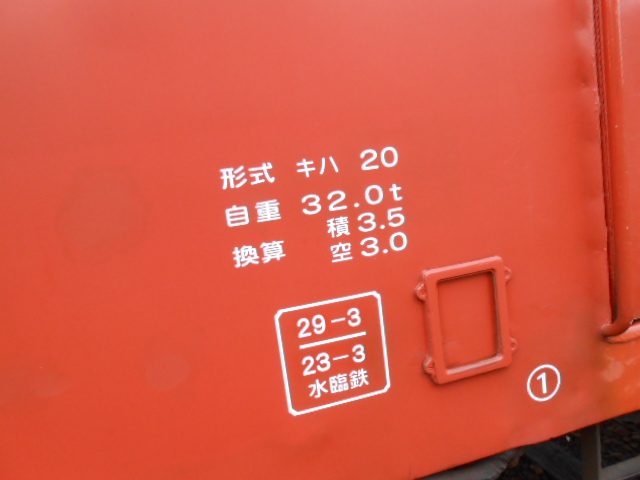 形式 キハ 20
自重 32.0t
換算 積3.5
空3.0
29-3
23-3
水臨鉄
①